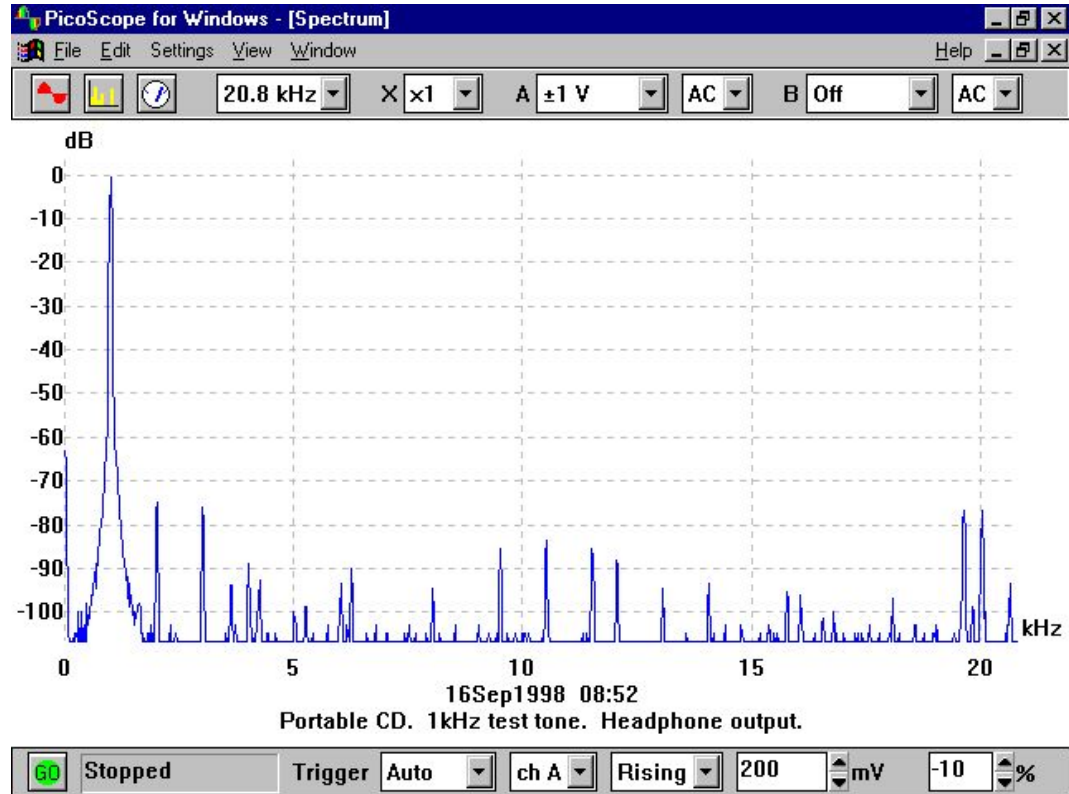 PicoScope for Windows - [Spectrum]
File Edit Settings View Window Help
20.8 kHz X x1 A ±1 V AC B Off AC
dB
0
-10
-20
-30
-40
-50
-60
-70
-80
-90
-100
kHz
0 5 10 15 20
16Sep1998 08:52
Portable CD. 1kHz test tone. Headphone output.
GO Stopped Trigger Auto ch A Rising 200 mV -10 %